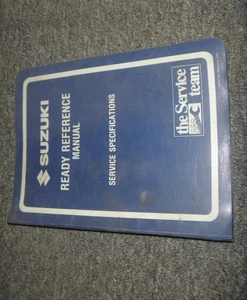 SUZUKI
READY REFERENCE
MANUAL
SERVICE SPECIFICATIONS
the Service
team